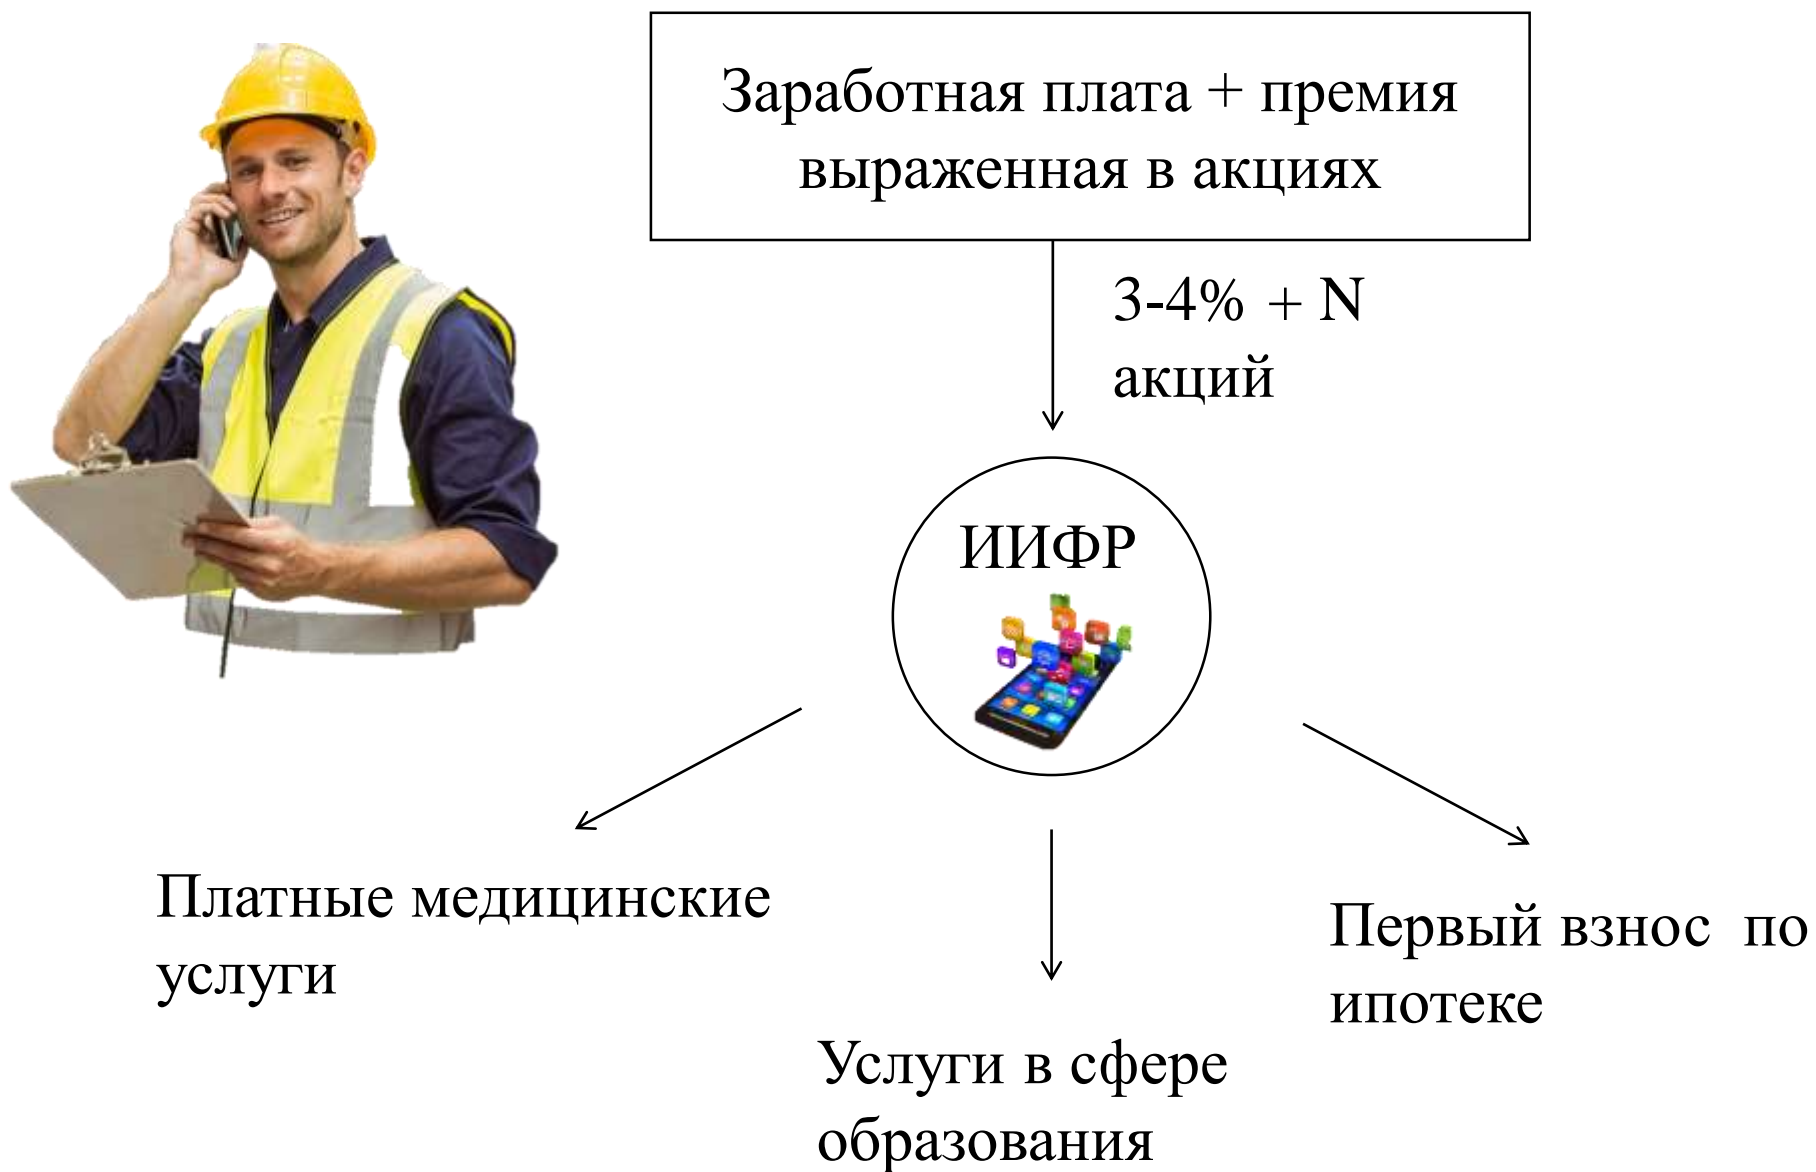 Заработная плата + премия
выраженная в акциях
3-4% + N
акций
ИИФР
Платные медицинские
услуги
Первый взнос по
ипотеке
Услуги в сфере
образования